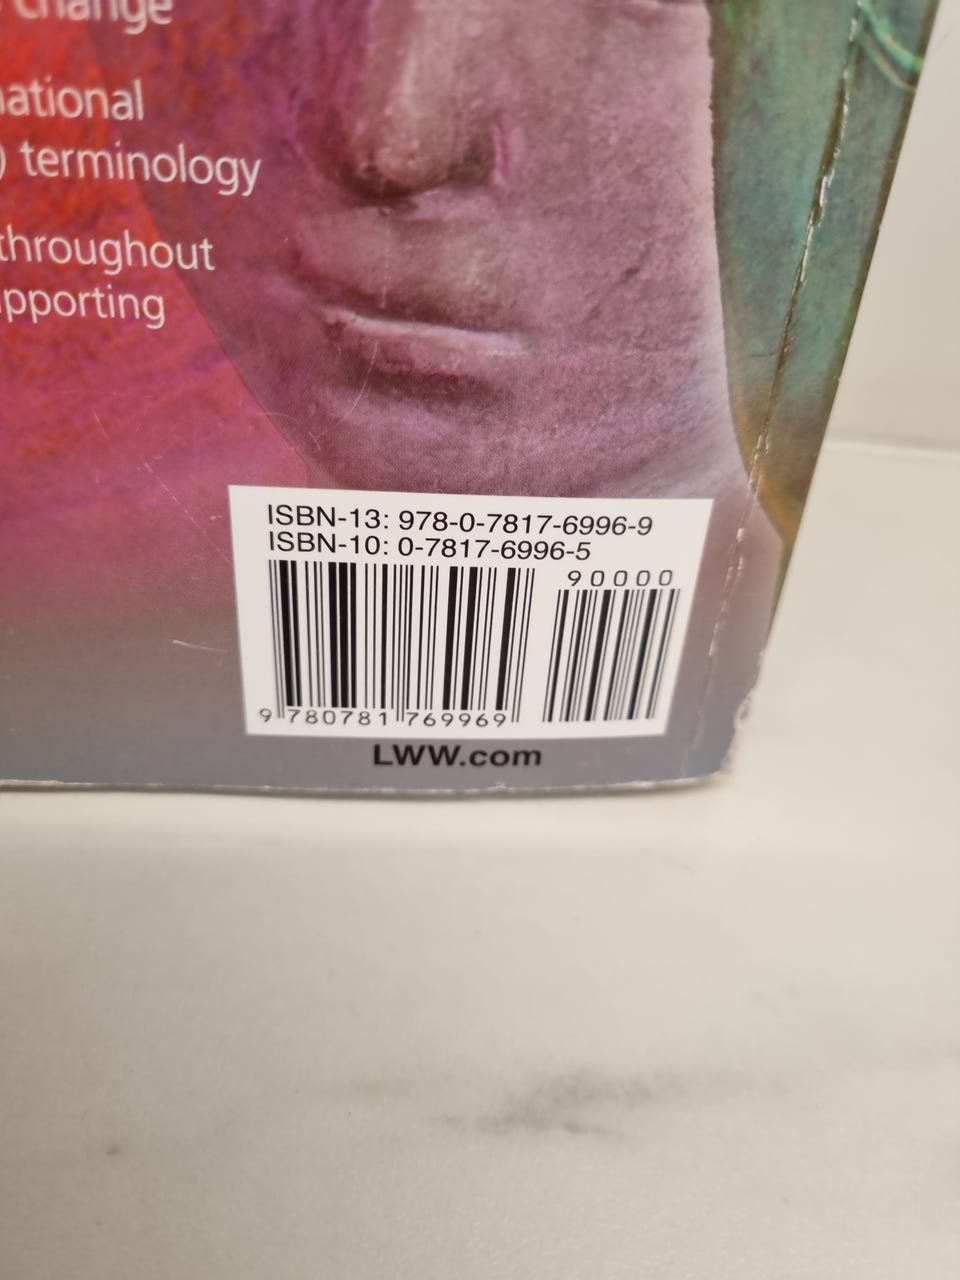 change
national
) terminology
throughout
pporting
ISBN-13: 978-0-7817-6996-9
ISBN-10: 0-7817-6996-5
90000
9 780781 769969
LWW.com